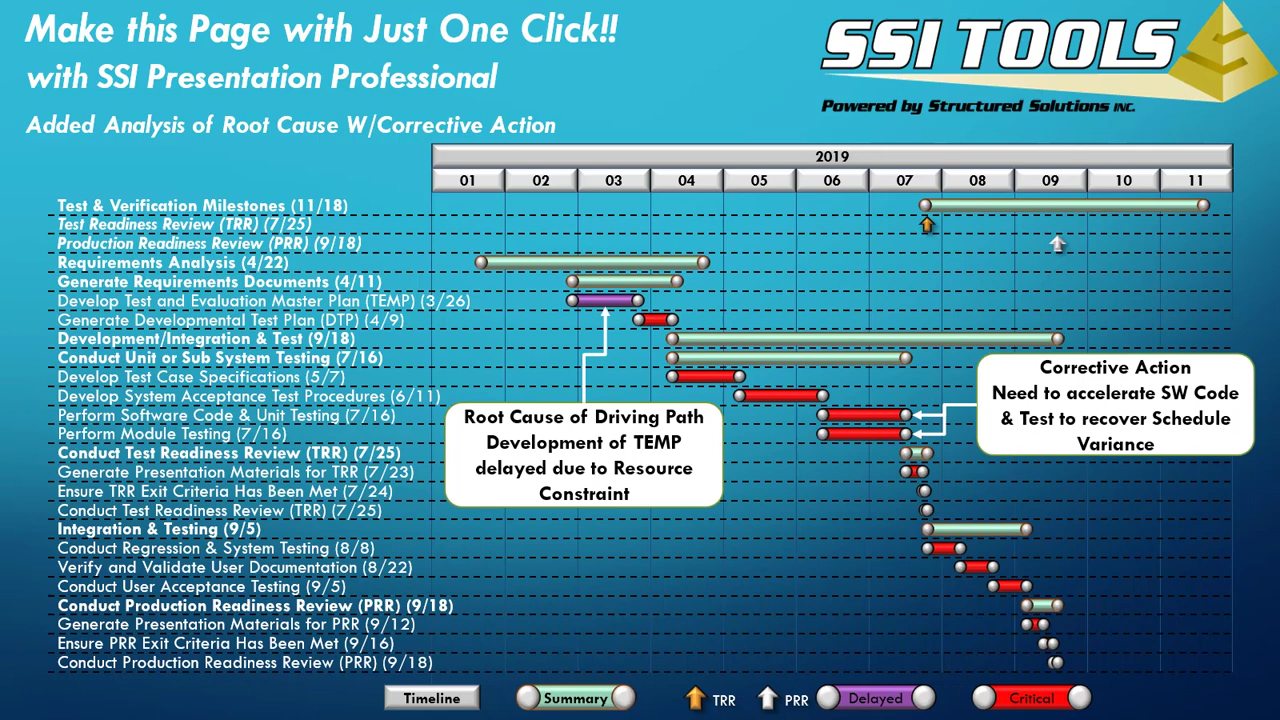 Make this Page with Just One Click!!
with SSI Presentation Professional
Added Analysis of Root Cause W/Corrective Action
SSI TOOLS
Powered by Structured Solutions INC.
2019
01 02 03 04 05 06 07 08 09 10 11
Test & Verification Milestones (11/18)
Test Readiness Review (TRR) (7/25)
Production Readiness Review (PRR) (9/18)
Requirements Analysis (4/22)
Generate Requirements Documents (4/11)
Develop Test and Evaluation Master Plan (TEMP) (3/26)
Generate Developmental Test Plan (DTP) (4/9)
Development/Integration & Test (9/18)
Conduct Unit or Sub System Testing (7/16)
Develop Test Case Specifications (5/7)
Develop System Acceptance Test Procedures (6/11)
Perform Software Code & Unit Testing (7/16)
Perform Module Testing (7/16)
Conduct Test Readiness Review (TRR) (7/25)
Generate Presentation Materials for TRR (7/23)
Ensure TRR Exit Criteria Has Been Met (7/24)
Conduct Test Readiness Review (TRR) (7/25)
Integration & Testing (9/5)
Conduct Regression & System Testing (8/8)
Verify and Validate User Documentation (8/22)
Conduct User Acceptance Testing (9/5)
Conduct Production Readiness Review (PRR) (9/18)
Generate Presentation Materials for PRR (9/12)
Ensure PRR Exit Criteria Has Been Met (9/16)
Conduct Production Readiness Review (PRR) (9/18)
Root Cause of Driving Path
Development of TEMP
delayed due to Resource
Constraint
Corrective Action
Need to accelerate SW Code
& Test to recover Schedule
Variance
Timeline Summary TRR PRR Delayed Critical